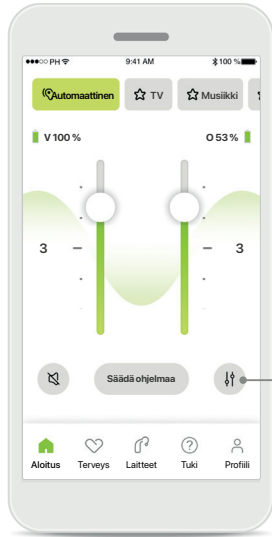 PH 9:41 AM 100 %
Automaattinen TV Musiikki
V 100 % O 53 %
3 3
Säädä ohjelmaa
Aloitus Terveys Laitteet Tuki Profiili